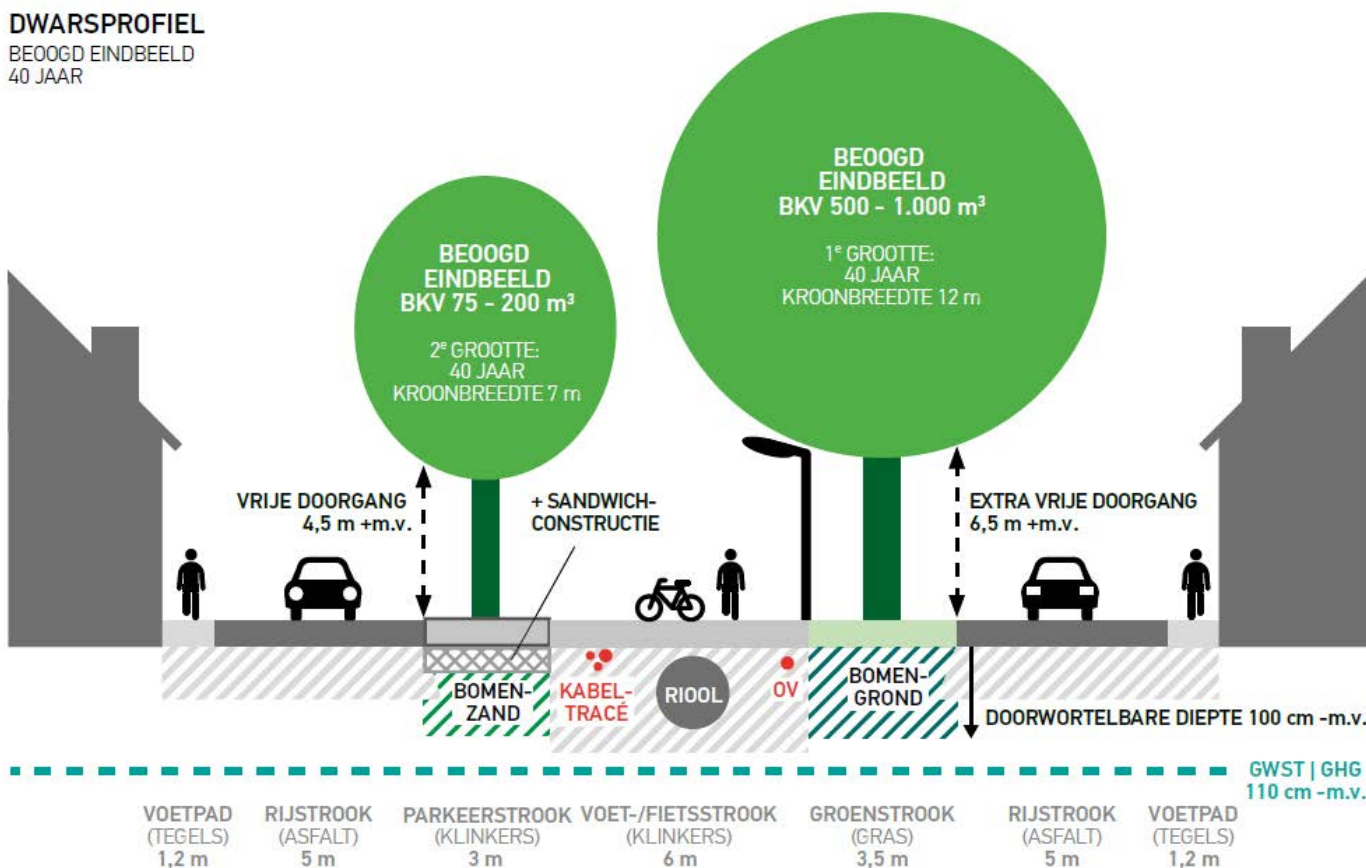 DWARSPROFIEL
BEOOGD EINDBEELD
40 JAAR
BEOOGD
EINDBEELD
BKV 75 - 200 m³
2ᵉ GROOTTE:
40 JAAR
KROONBREEDTE 7 m
BEOOGD
EINDBEELD
BKV 500 - 1.000 m³
1ᵉ GROOTTE:
40 JAAR
KROONBREEDTE 12 m
VRIJE DOORGANG
4,5 m +m.v.
+ SANDWICH-
CONSTRUCTIE
EXTRA VRIJE DOORGANG
6,5 m +m.v.
BOMEN-
ZAND
KABEL-
TRACÉ
RIOOL
OV
BOMEN-
GROND
DOORWORTELBARE DIEPTE 100 cm -m.v.
GWST | GHG
110 cm -m.v.
VOETPAD
(TEGELS)
1,2 m
RIJSTROOK
(ASFALT)
5 m
PARKEERSTROOK
(KLINKERS)
3 m
VOET-/FIETSSTROOK
(KLINKERS)
6 m
GROENSTROOK
(GRAS)
3,5 m
RIJSTROOK
(ASFALT)
5 m
VOETPAD
(TEGELS)
1,2 m